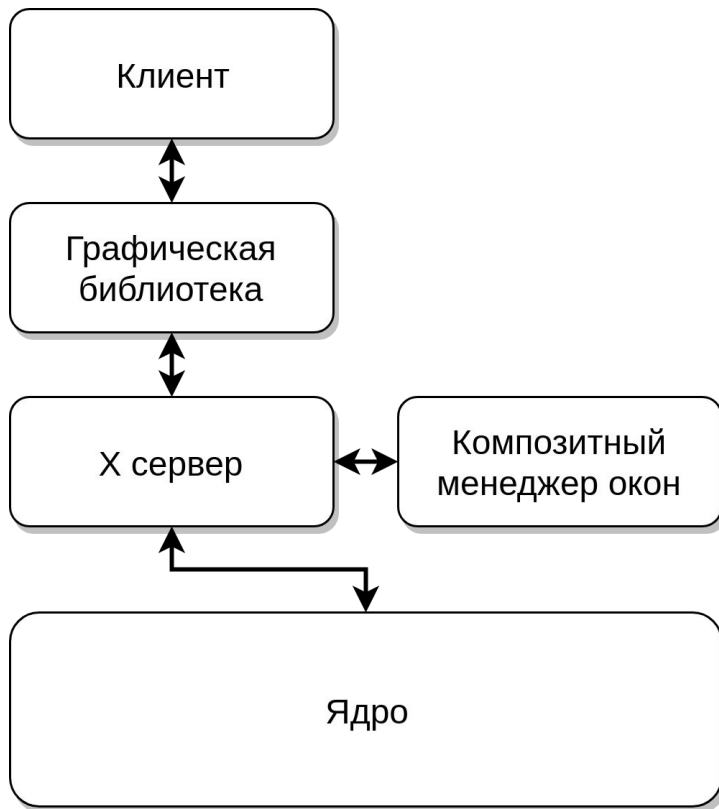 Клиент
Графическая
библиотека
X сервер
Композитный
менеджер окон
Ядро